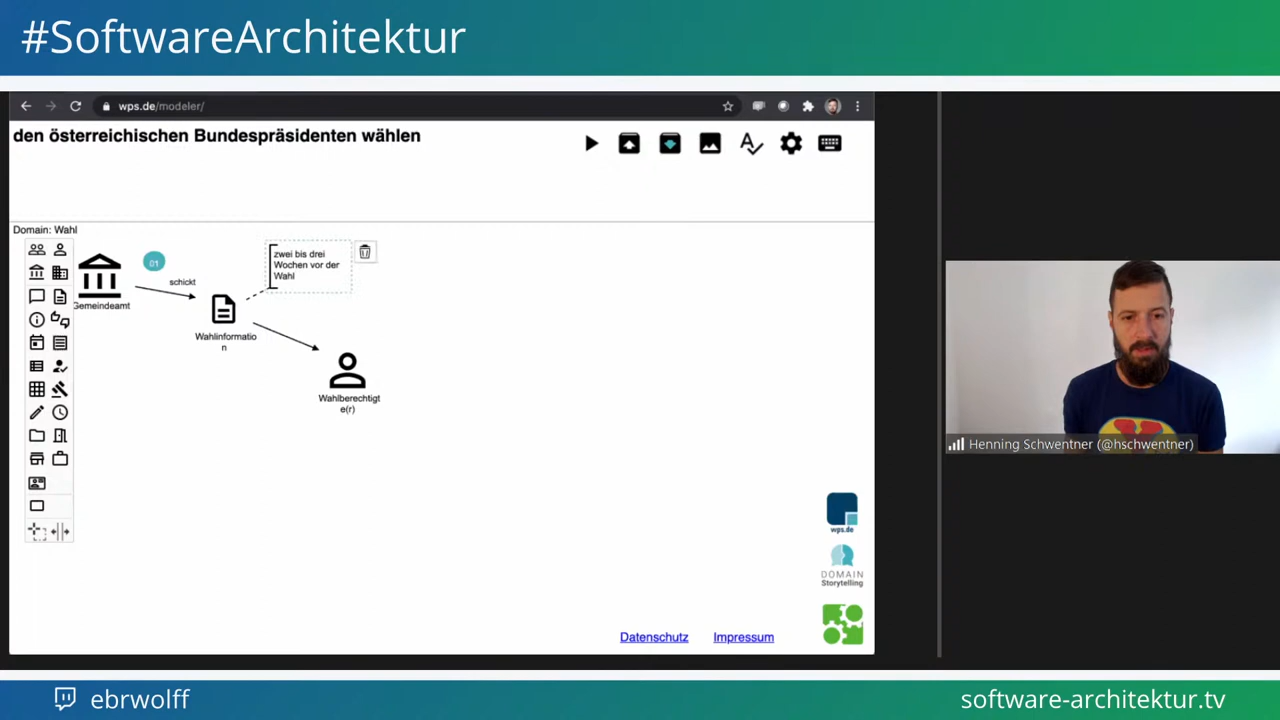 #SoftwareArchitektur
wps.de/modeler/
den österreichischen Bundespräsidenten wählen
Domain: Wahl
01
schickt
zwei bis drei
Wochen vor der
Wahl
Gemeindeamt
Wahlinformatio
n
Wahlberechtigt
e(r)
Henning Schwentner (@hschwentner)
wps.de
DOMAIN
Storytelling
Datenschutz
Impressum
ebrwolff
software-architektur.tv